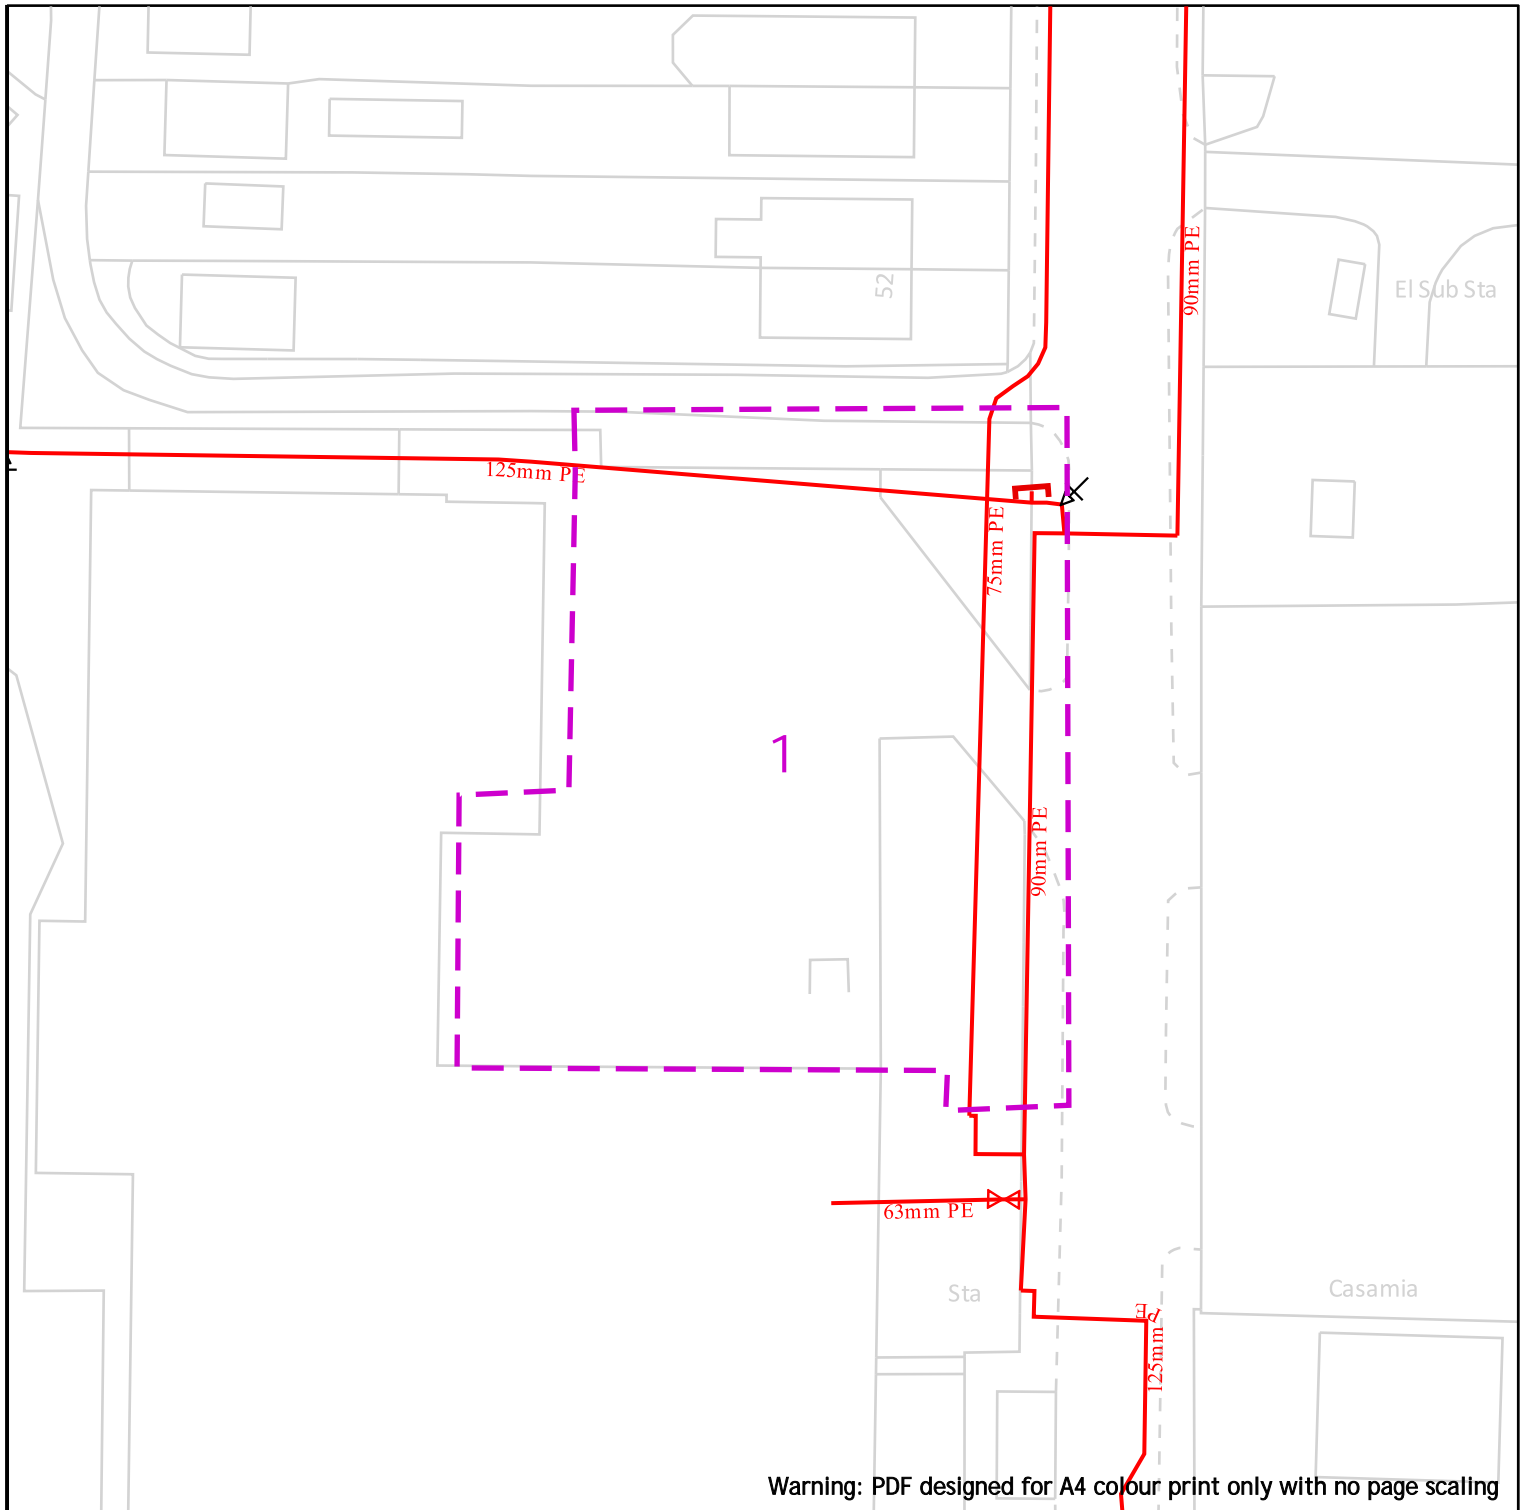 90mm PE
52
El Sub Sta
125mm PE
75mm PE
1
90mm PE
63mm PE
Sta
Casamia
125mm PE
Warning: PDF designed for A4 colour print only with no page scaling